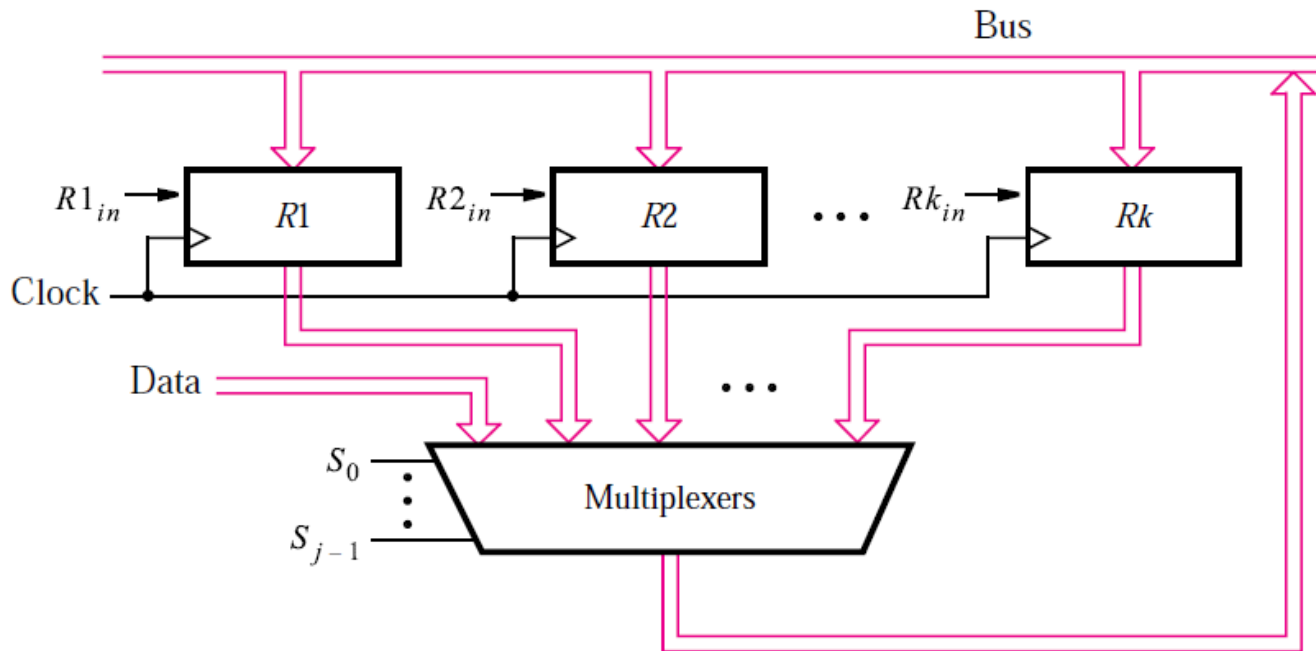 Bus
R1in R1 R2in R2 • • • Rkin Rk
Clock
Data • • •
S0
Multiplexers
Sj − 1